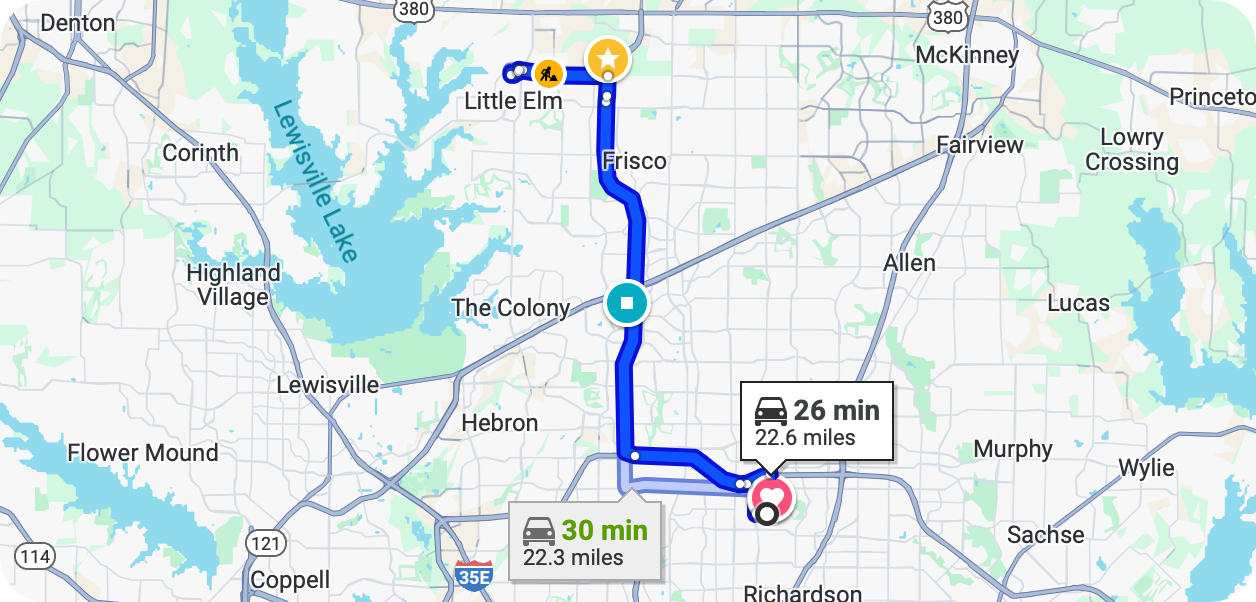 Denton
380
380
McKinney
Princeto
Little Elm
Lowry
Crossing
Fairview
Corinth
Frisco
Lewisville Lake
Allen
Highland
Village
The Colony
Lucas
Lewisville
26 min
22.6 miles
Hebron
Murphy
Flower Mound
Wylie
30 min
22.3 miles
Sachse
121
114
35E
Coppell
Richardson